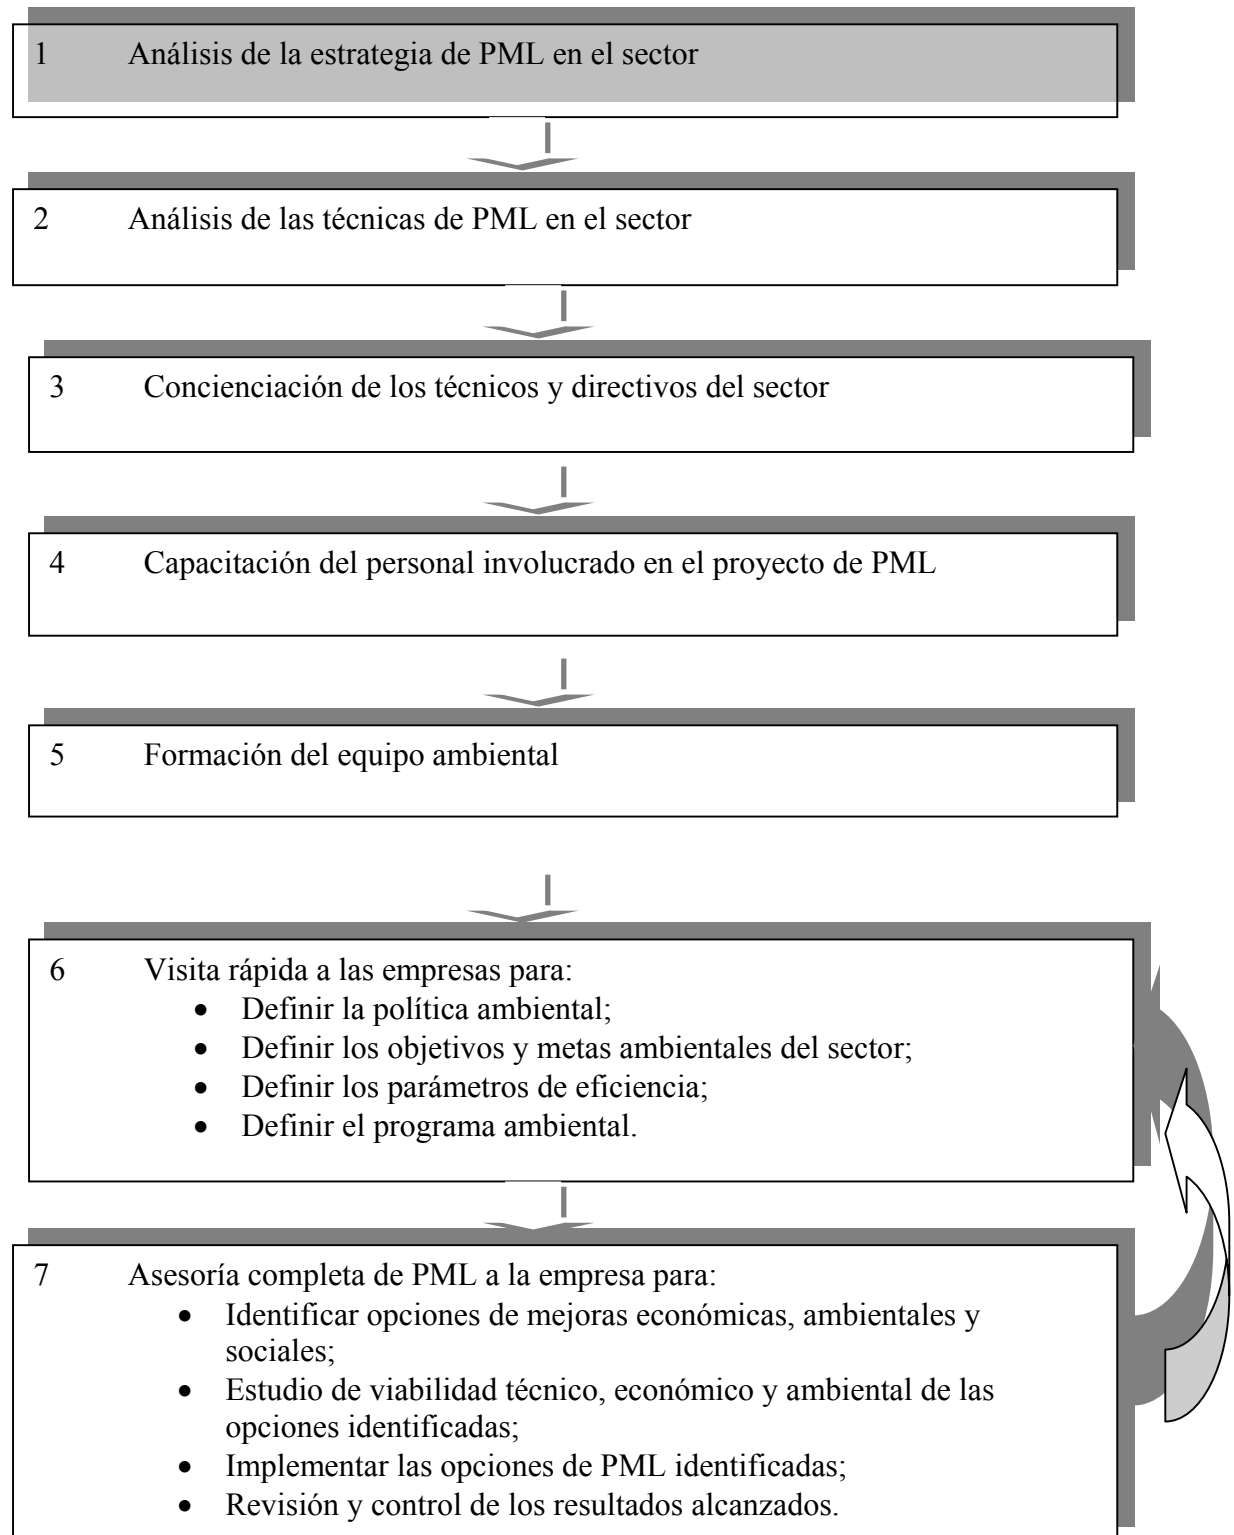 1 Análisis de la estrategia de PML en el sector
2 Análisis de las técnicas de PML en el sector
3 Concienciación de los técnicos y directivos del sector
4 Capacitación del personal involucrado en el proyecto de PML
5 Formación del equipo ambiental
6 Visita rápida a las empresas para:
• Definir la política ambiental;
• Definir los objetivos y metas ambientales del sector;
• Definir los parámetros de eficiencia;
• Definir el programa ambiental.
7 Asesoría completa de PML a la empresa para:
• Identificar opciones de mejoras económicas, ambientales y
sociales;
• Estudio de viabilidad técnico, económico y ambiental de las
opciones identificadas;
• Implementar las opciones de PML identificadas;
• Revisión y control de los resultados alcanzados.